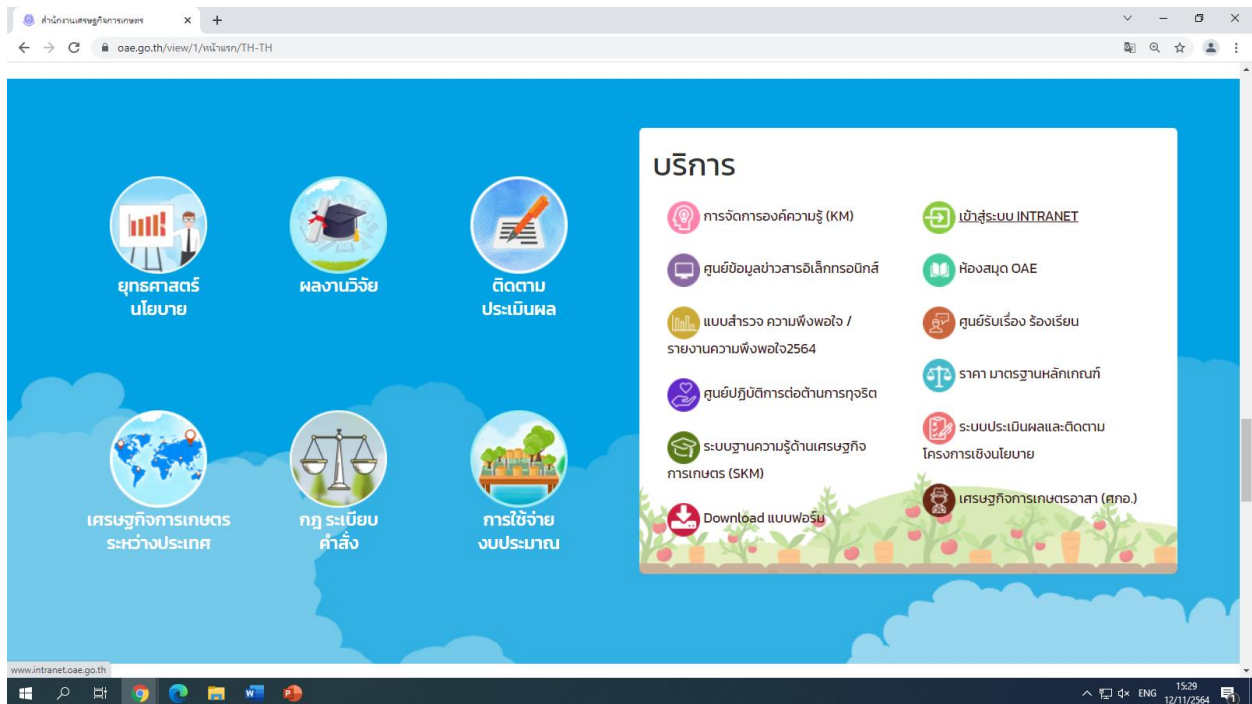 สำนักงานเศรษฐกิจการเกษตร
oae.go.th/view/1/หน้าแรก/TH-TH
ยุทธศาสตร์
นโยบาย
ผลงานวิจัย
ติดตาม
ประเมินผล
เศรษฐกิจการเกษตร
ระหว่างประเทศ
กฎ ระเบียบ
คำสั่ง
การใช้จ่าย
งบประมาณ
บริการ
การจัดการองค์ความรู้ (KM)
ศูนย์ข้อมูลข่าวสารอิเล็กทรอนิกส์
แบบสำรวจ ความพึงพอใจ /
รายงานความพึงพอใจ2564
ศูนย์ปฏิบัติการต่อต้านการทุจริต
ระบบฐานความรู้ด้านเศรษฐกิจ
การเกษตร (SKM)
Download แบบฟอร์ม
เข้าสู่ระบบ INTRANET
ห้องสมุด OAE
ศูนย์รับเรื่อง ร้องเรียน
ราคา มาตรฐานหลักเกณฑ์
ระบบประเมินผลและติดตาม
โครงการเชิงนโยบาย
เศรษฐกิจการเกษตรอาสา (ศกอ.)
www.intranet.oae.go.th
ENG
15:29
12/11/2564